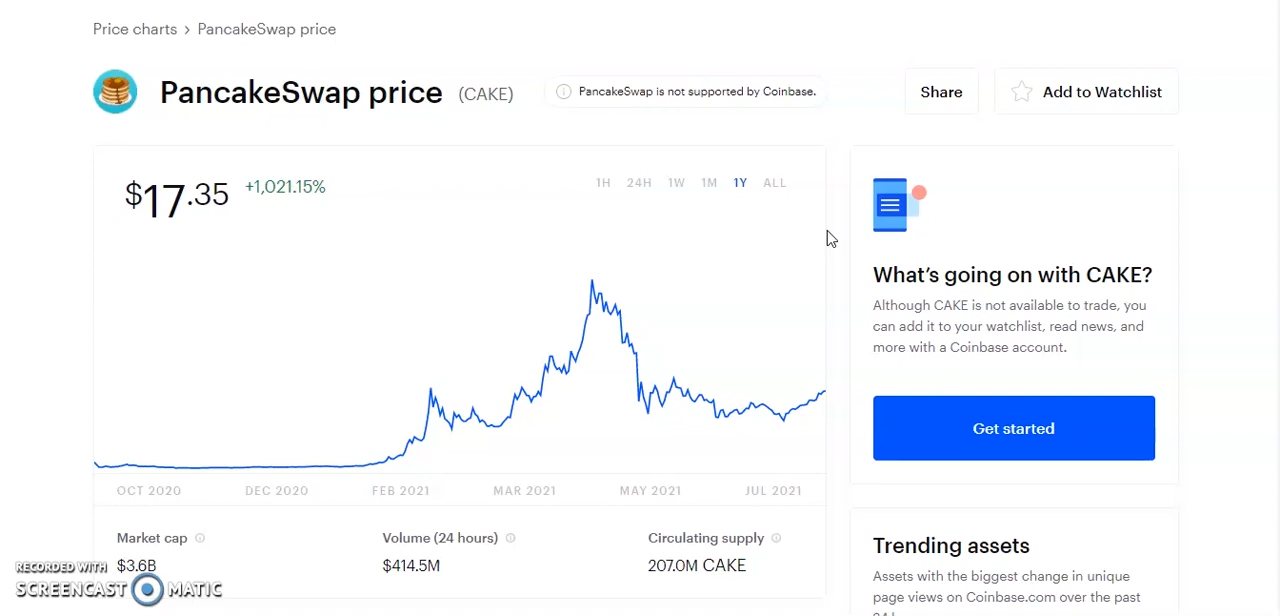 Price charts › PancakeSwap price
PancakeSwap price (CAKE)
PancakeSwap is not supported by Coinbase.
Share
Add to Watchlist
$17.35 +1,021.15%
1H 24H 1W 1M 1Y ALL
What's going on with CAKE?
Although CAKE is not available to trade, you
can add it to your watchlist, read news, and
more with a Coinbase account.
Get started
OCT 2020 DEC 2020 FEB 2021 MAR 2021 MAY 2021 JUL 2021
Market cap
$3.6B
Volume (24 hours)
$414.5M
Circulating supply
207.0M CAKE
Trending assets
Assets with the biggest change in unique
page views on Coinbase.com over the past
RECORDED WITH
SCREENCAST MATIC